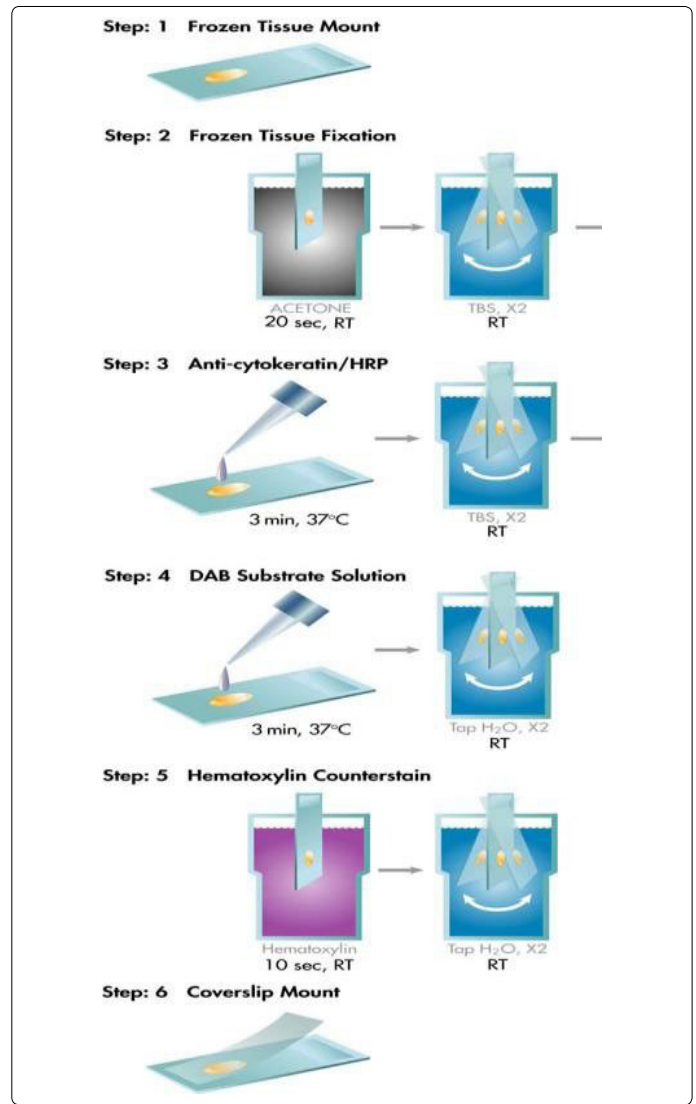 Step: 1 Frozen Tissue Mount
Step: 2 Frozen Tissue Fixation
ACETONE
20 sec, RT
TBS, X2
RT
Step: 3 Anti-cytokeratin/HRP
3 min, 37°C
TBS, X2
RT
Step: 4 DAB Substrate Solution
3 min, 37°C
Tap H₂O, X2
RT
Step: 5 Hematoxylin Counterstain
Hematoxylin
10 sec, RT
Tap H₂O, X2
RT
Step: 6 Coverslip Mount